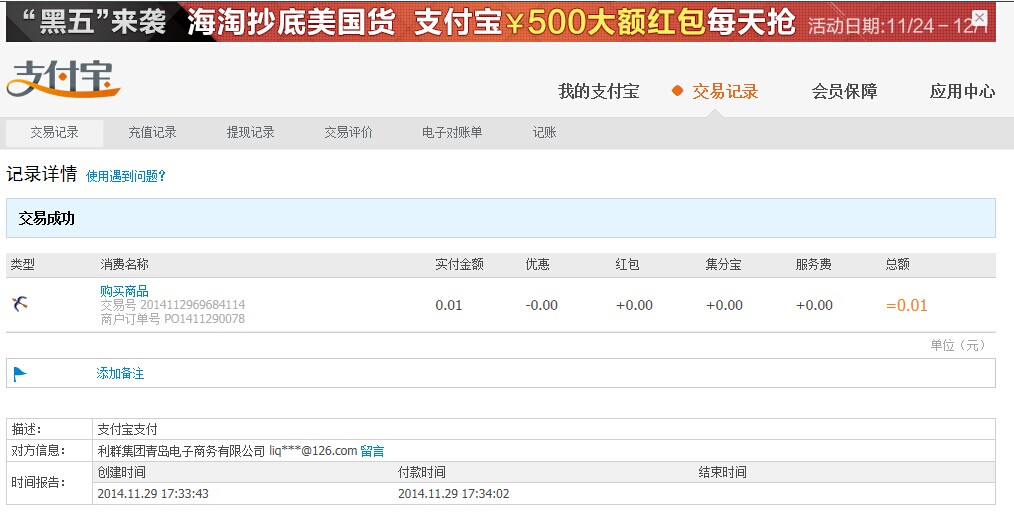 “黑五”来袭 海淘抄底美国货 支付宝¥500大额红包每天抢 活动日期:11/24 – 12/1
支付宝
我的支付宝 交易记录 会员保障 应用中心
交易记录 充值记录 提现记录 交易评价 电子对账单 记账
记录详情 使用遇到问题?
交易成功
类型 消费名称 实付金额 优惠 红包 集分宝 服务费 总额
购买商品
交易号 2014112969684114
商户订单号 PO1411290078
0.01 -0.00 +0.00 +0.00 +0.00 =0.01
单位（元）
添加备注
描述: 支付宝支付
对方信息: 利群集团青岛电子商务有限公司 liq***@126.com 留言
时间报告: 创建时间 付款时间 结束时间
2014.11.29 17:33:43 2014.11.29 17:34:02